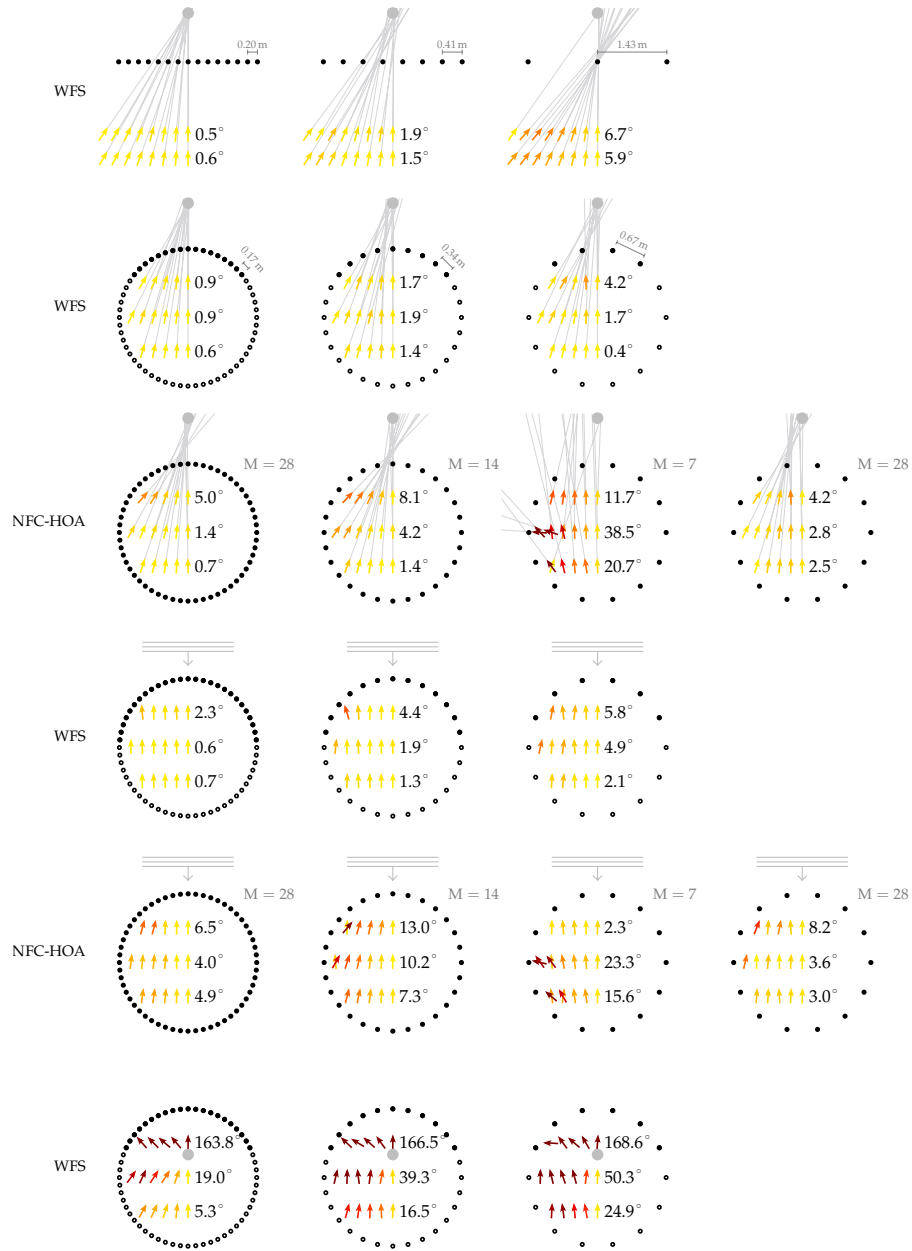 0.20 m 0.41 m 1.43 m
WFS
0.5° 1.9° 6.7°
0.6° 1.5° 5.9°
0.17 m 0.34 m 0.67 m
0.9° 1.7° 4.2°
WFS 0.9° 1.9° 1.7°
0.6° 1.4° 0.4°
M = 28 M = 14 M = 7 M = 28
5.0° 8.1° 11.7° 4.2°
NFC-HOA 1.4° 4.2° 38.5° 2.8°
0.7° 1.4° 20.7° 2.5°
2.3° 4.4° 5.8°
WFS 0.6° 1.9° 4.9°
0.7° 1.3° 2.1°
M = 28 M = 14 M = 7 M = 28
6.5° 13.0° 2.3° 8.2°
NFC-HOA 4.0° 10.2° 23.3° 3.6°
4.9° 7.3° 15.6° 3.0°
163.8° 166.5° 168.6°
WFS 19.0° 39.3° 50.3°
5.3° 16.5° 24.9°